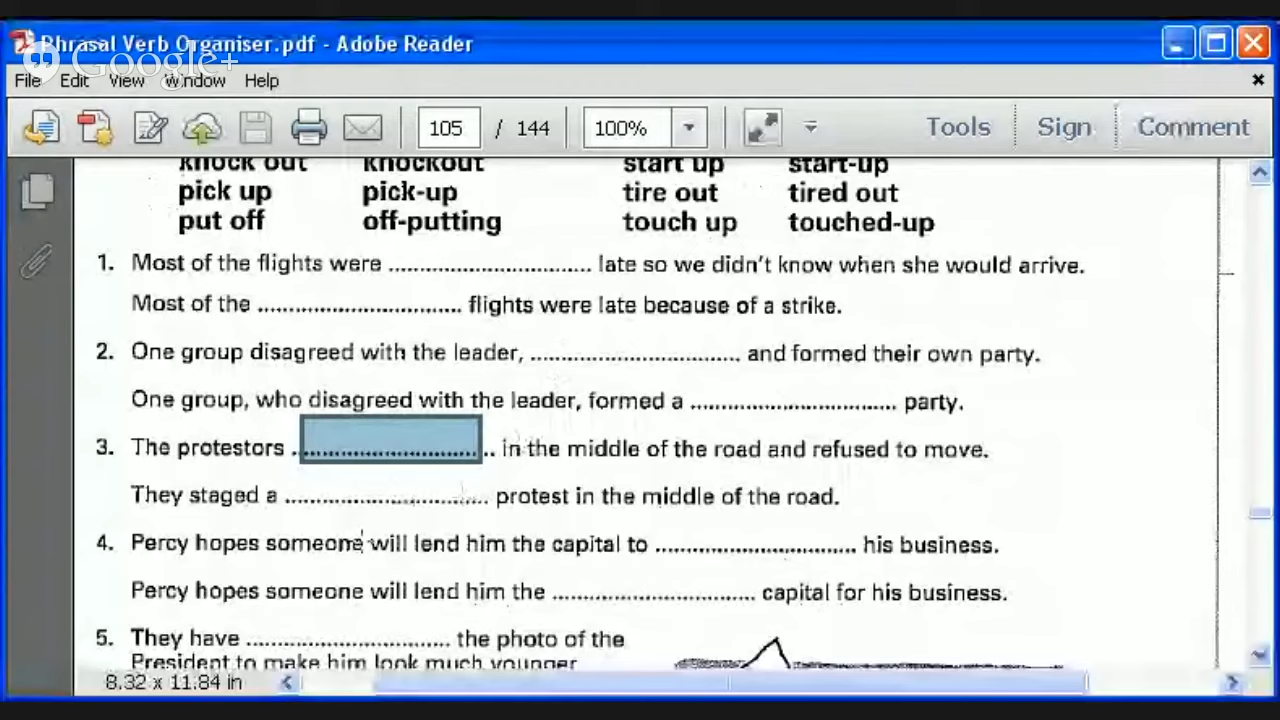 Phrasal Verb Organiser.pdf - Adobe Reader
Google+
File Edit View Window Help
105 / 144 100% Tools Sign Comment
knock out knockout start up start-up
pick up pick-up tire out tired out
put off off-putting touch up touched-up
1. Most of the flights were ................................ late so we didn't know when she would arrive.
Most of the ................................ flights were late because of a strike.
2. One group disagreed with the leader, ................................ and formed their own party.
One group, who disagreed with the leader, formed a ................................ party.
3. The protestors ................................ in the middle of the road and refused to move.
They staged a ................................ protest in the middle of the road.
4. Percy hopes someone will lend him the capital to ................................ his business.
Percy hopes someone will lend him the ................................ capital for his business.
5. They have ................................ the photo of the
President to make him look much younger
8.32 x 11.84 in